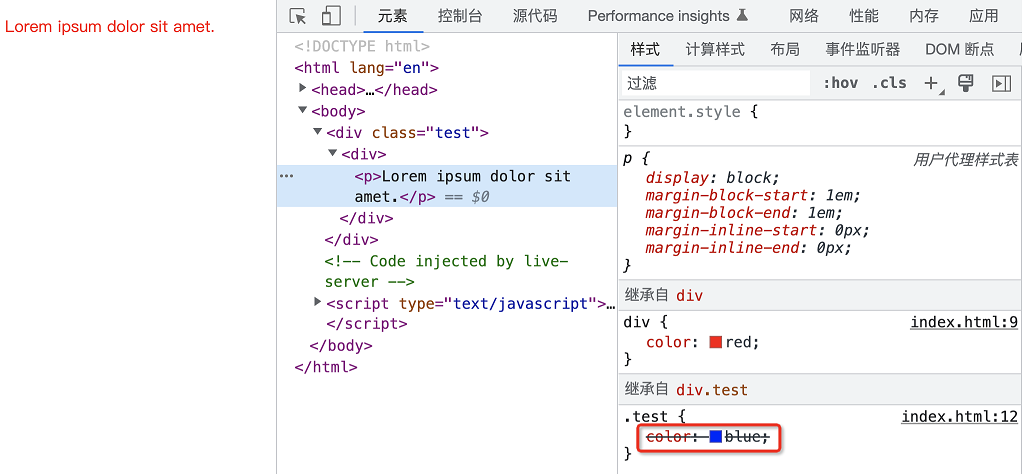 Lorem ipsum dolor sit amet.
元素 控制台 源代码 Performance insights 网络 性能 内存 应用
<!DOCTYPE html>
<html lang="en">
<head>…</head>
<body>
<div class="test">
<div>
<p>Lorem ipsum dolor sit
amet.</p> == $0
</div>
</div>
<!-- Code injected by live-
server -->
<script type="text/javascript">…
</script>
</body>
</html>
样式 计算样式 布局 事件监听器 DOM 断点
过滤 :hov .cls
element.style {
}
p { 用户代理样式表
display: block;
margin-block-start: 1em;
margin-block-end: 1em;
margin-inline-start: 0px;
margin-inline-end: 0px;
}
继承自 div
div { index.html:9
color: red;
}
继承自 div.test
.test { index.html:12
color: blue;
}